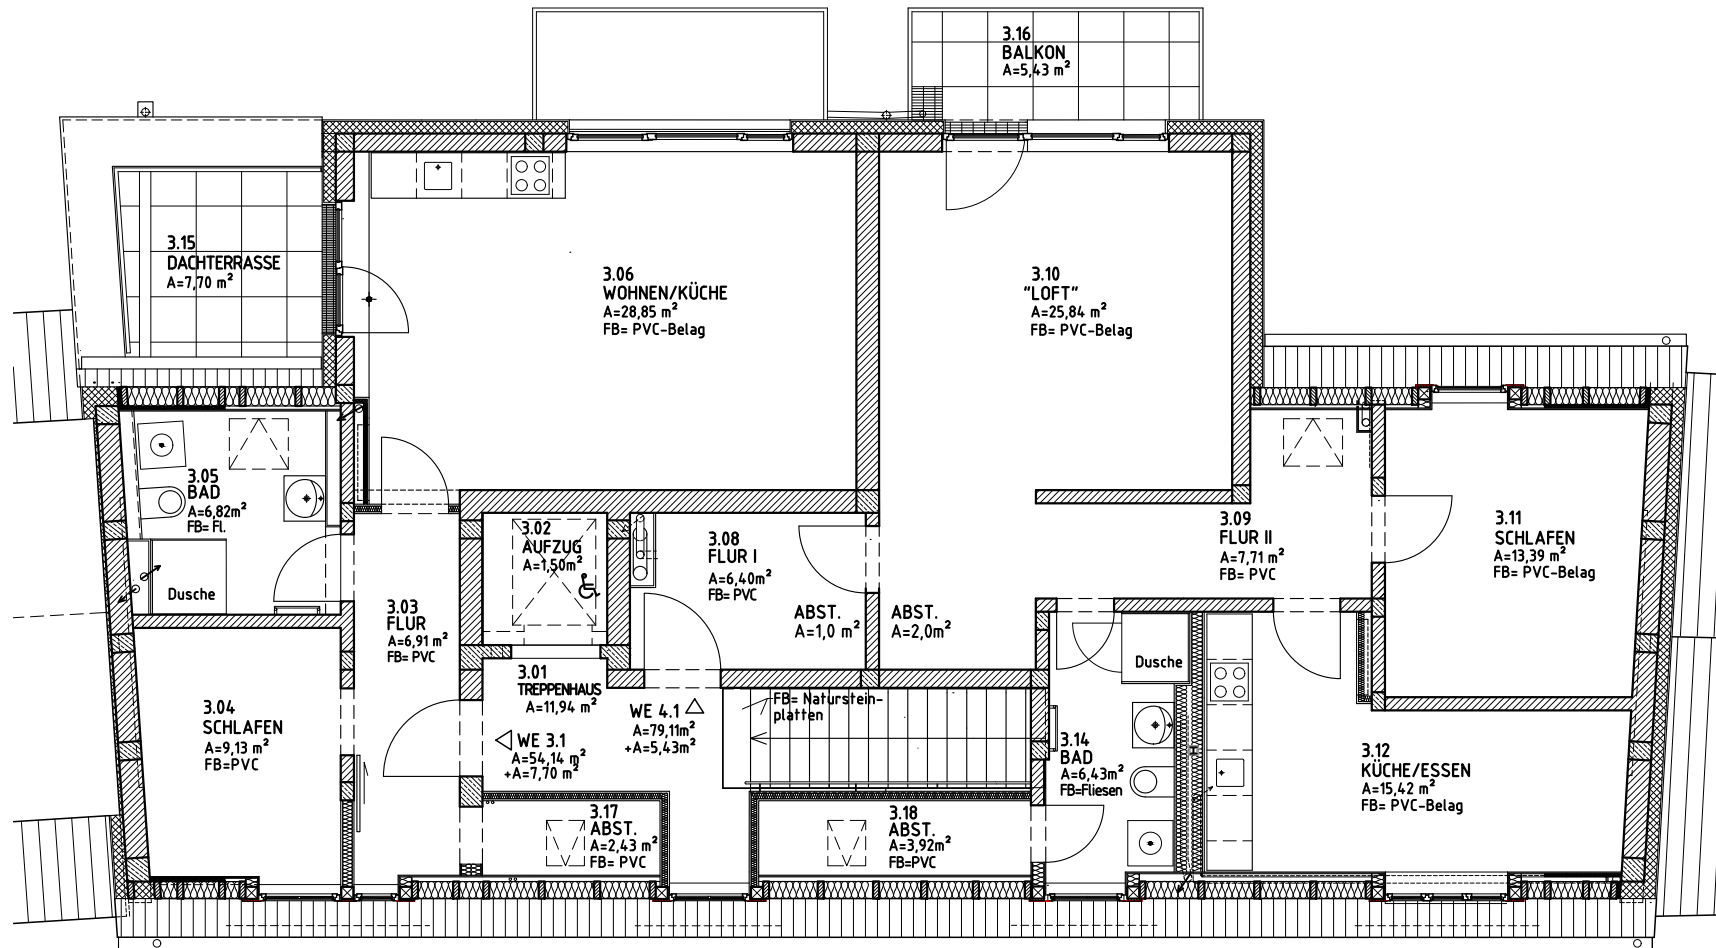 3.16
BALKON
A=5,43 m²
3.15
DACHTERRASSE
A=7,70 m²
3.06
WOHNEN/KÜCHE
A=28,85 m²
FB= PVC-Belag
3.10
"LOFT"
A=25,84 m²
FB= PVC-Belag
3.05
BAD
A=6,82m²
FB= Fl.
Dusche
3.02
AUFZUG
A=1,50m²
3.08
FLUR I
A=6,40m²
FB= PVC
ABST.
A=1,0 m²
ABST.
A=2,0m²
3.09
FLUR II
A=7,71 m²
FB= PVC
3.11
SCHLAFEN
A=13,39 m²
FB= PVC-Belag
3.03
FLUR
A=6,91 m²
FB= PVC
3.01
TREPPENHAUS
A=11,94 m²
Dusche
3.04
SCHLAFEN
A=9,13 m²
FB=PVC
WE 3.1
A=54,14 m²
+A=7,70 m²
WE 4.1
A=79,11m²
+A=5,43m²
FB= Naturstein-
platten
3.14
BAD
A=6,43m²
FB=Fliesen
3.12
KÜCHE/ESSEN
A=15,42 m²
FB= PVC-Belag
3.17
ABST.
A=2,43 m²
FB= PVC
3.18
ABST.
A=3,92m²
FB=PVC